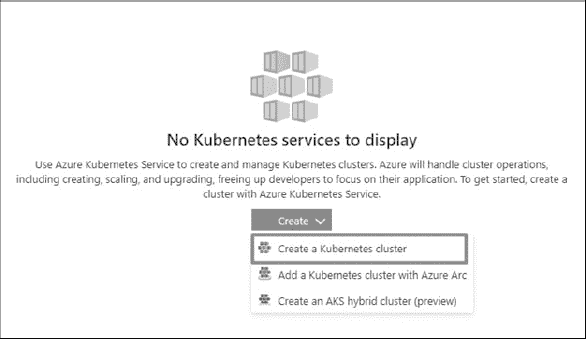 No Kubernetes services to display
Use Azure Kubernetes Service to create and manage Kubernetes clusters. Azure will handle cluster operations,
including creating, scaling, and upgrading, freeing up developers to focus on their application. To get started, create a
cluster with Azure Kubernetes Service.
Create
Create a Kubernetes cluster
Add a Kubernetes cluster with Azure Arc
Create an AKS hybrid cluster (preview)